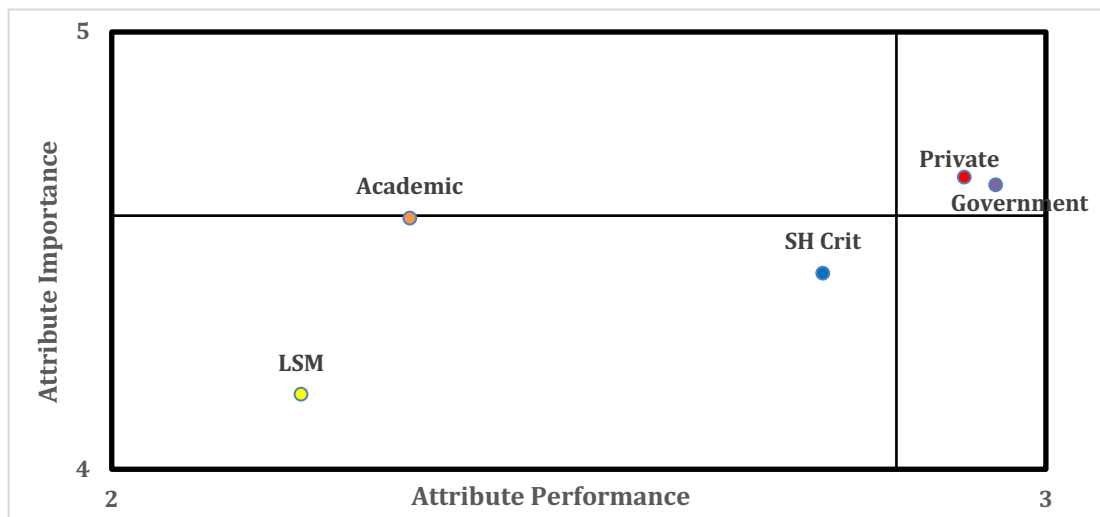 5
Private
Academic
Government
SH Crit
LSM
Attribute Importance
4
2
Attribute Performance
3